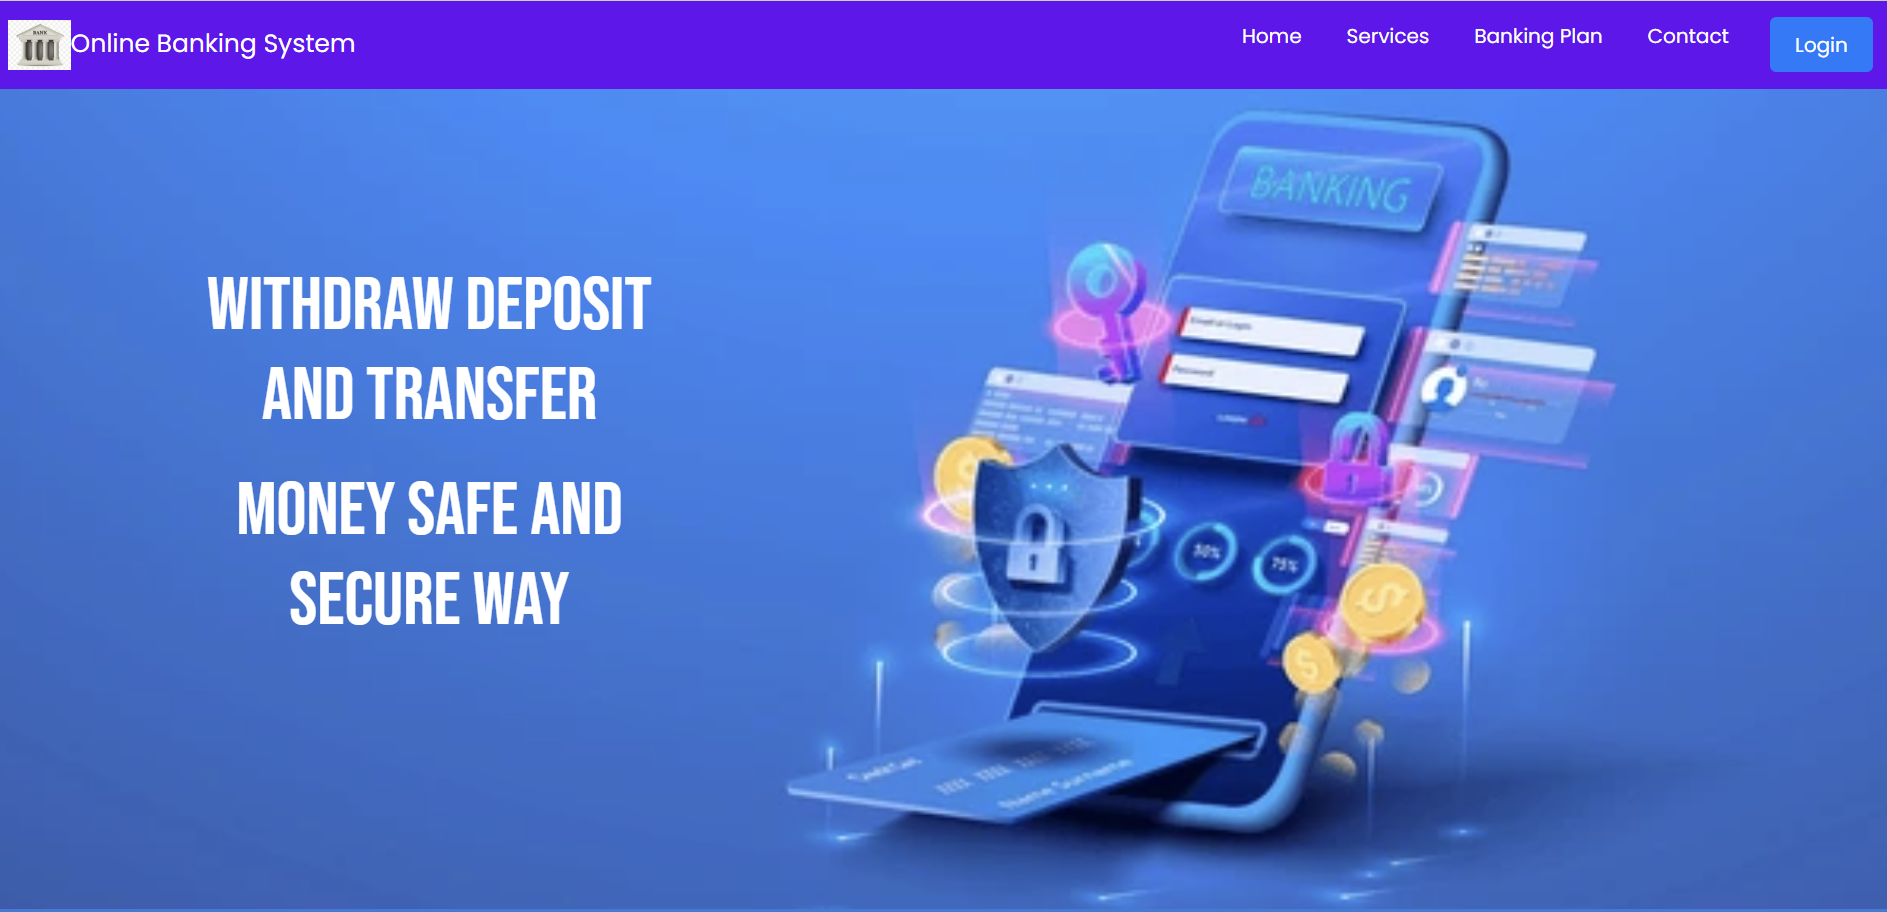 BANK
Online Banking System
Home
Services
Banking Plan
Contact
Login
WITHDRAW DEPOSIT
AND TRANSFER
MONEY SAFE AND
SECURE WAY
BANKING
Email or Login
Password
50%
75%
Credit Card
Name Surname